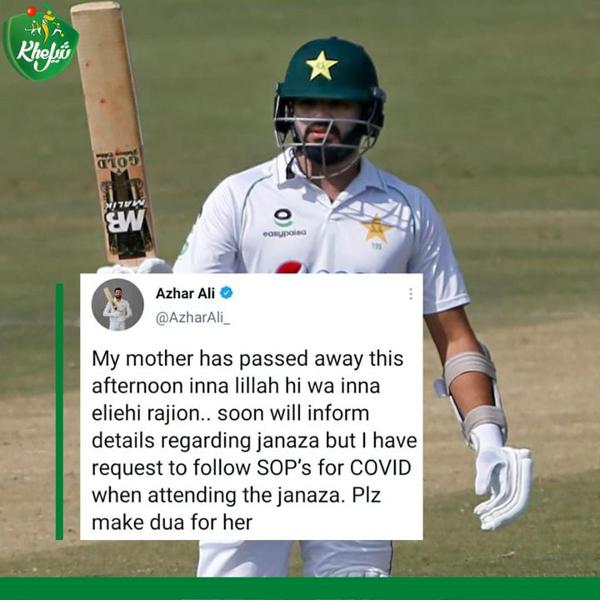 Khel
شیل
GOLD
MALIK
MB
easypaisa
Azhar Ali
@AzharAli_
My mother has passed away this
afternoon inna lillah hi wa inna
eliehi rajion.. soon will inform
details regarding janaza but I have
request to follow SOP’s for COVID
when attending the janaza. Plz
make dua for her